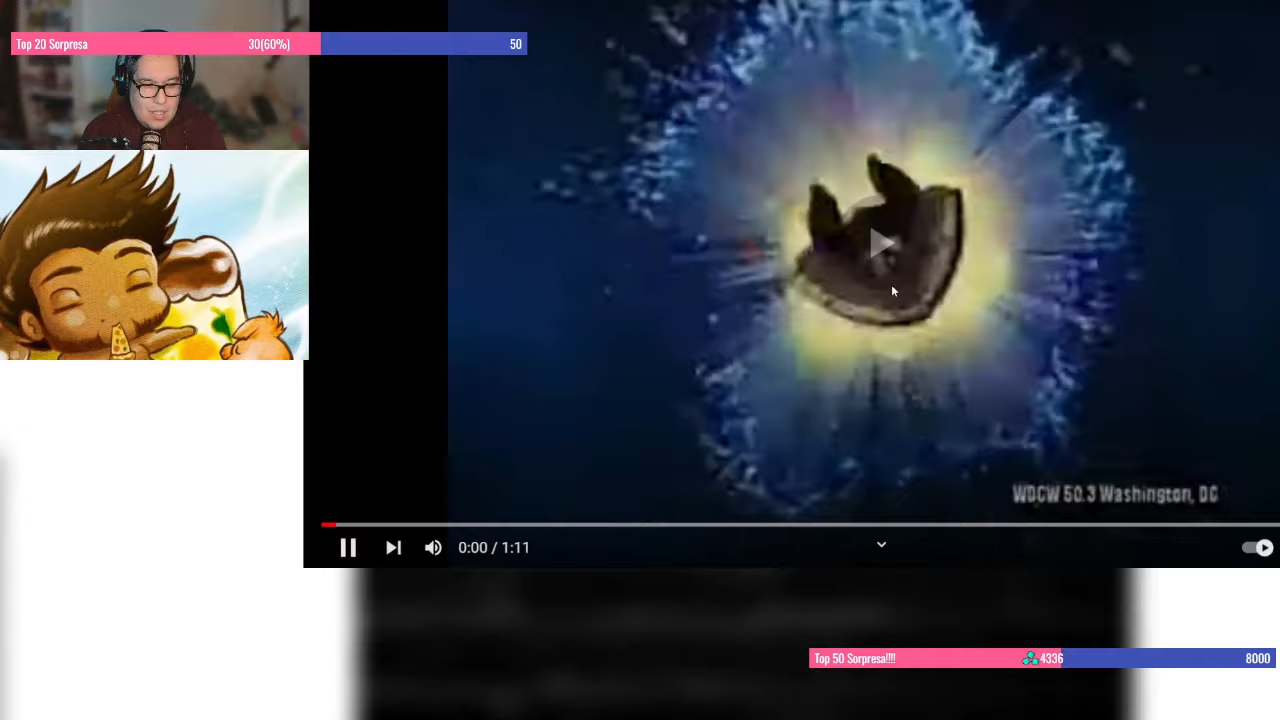 Top 20 Sorpresa 30(60%) 50
WDCW 50.3 Washington, DC
0:00 / 1:11
Top 50 Sorpresa!!!! 4336 8000